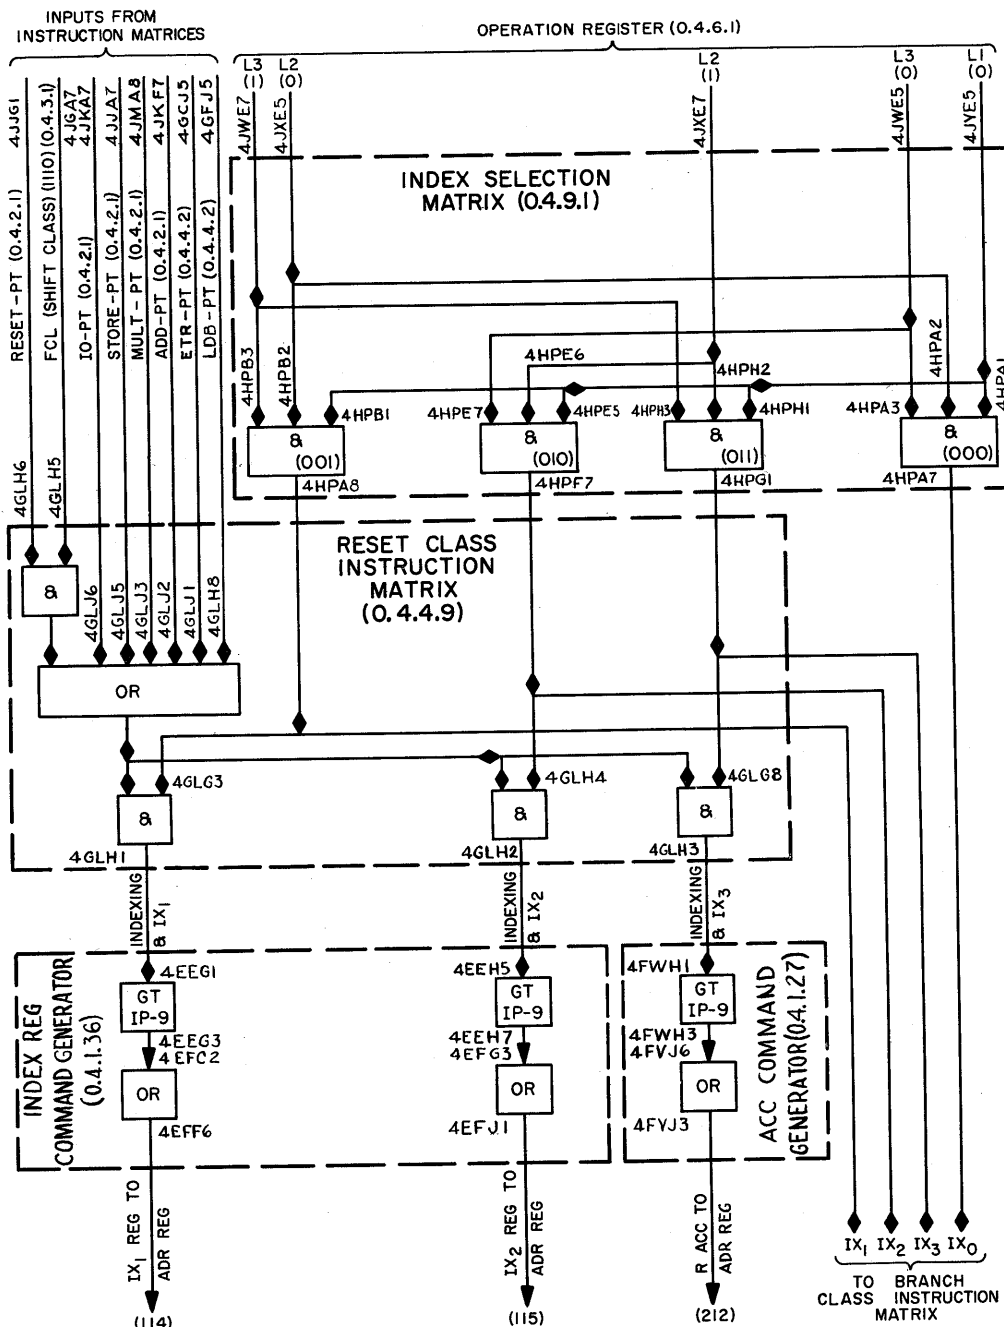 INPUTS FROM
INSTRUCTION MATRICES
OPERATION REGISTER (0.4.6.1)
L3
(1)
L2
(0)
L2
(1)
L3
(0)
L1
(0)
4JWE7
4JXE5
4JXE7
4JWE5
4JYE5
RESET-PT (0.4.2.1) 4JJG1
FCL (SHIFT CLASS) (1110) (0.4.3.1)
4JGA7
IO-PT (0.4.2.1) 4JKA7
STORE-PT (0.4.2.1) 4JJA7
MULT-PT (0.4.2.1) 4JMA8
ADD-PT (0.4.2.1) 4JKF7
ETR-PT (0.4.4.2) 4GCJ5
LDB-PT (0.4.4.2) 4GFJ5
INDEX SELECTION
MATRIX (0.4.9.1)
4HPB3
4HPB2
4HPE6
4HPH2
4HPA2
4HPA1
4HPB1
4HPE7
4HPE5
4HPH3
4HPH1
4HPA3
&
(001)
&
(010)
&
(011)
&
(000)
4HPA8
4HPF7
4HPG1
4HPA7
4GLH6
4GLH5
RESET CLASS
INSTRUCTION
MATRIX
(0.4.4.9)
&
4GLJ6
4GLJ5
4GLJ3
4GLJ2
4GLJ1
4GLH8
OR
4GLG3
4GLH4
4GLG8
&
&
&
4GLH1
4GLH2
4GLH3
INDEXING
& IX1
INDEXING
& IX2
INDEXING
& IX3
INDEX REG
COMMAND GENERATOR
(0.4.1.36)
4EEG1
GT
IP-9
4EEG3
4EFC2
OR
4EFF6
4EEH5
GT
IP-9
4EEH7
4EFG3
OR
4EFJ1
4FWH1
GT
IP-9
4FWH3
4FVJ6
OR
4FVJ3
ACC COMMAND
GENERATOR(0.4.1.27)
IX1 REG TO
ADR REG
IX2 REG TO
ADR REG
R ACC TO
ADR REG
IX1 IX2 IX3 IX0
TO BRANCH
CLASS INSTRUCTION
MATRIX
(114)
(115)
(212)